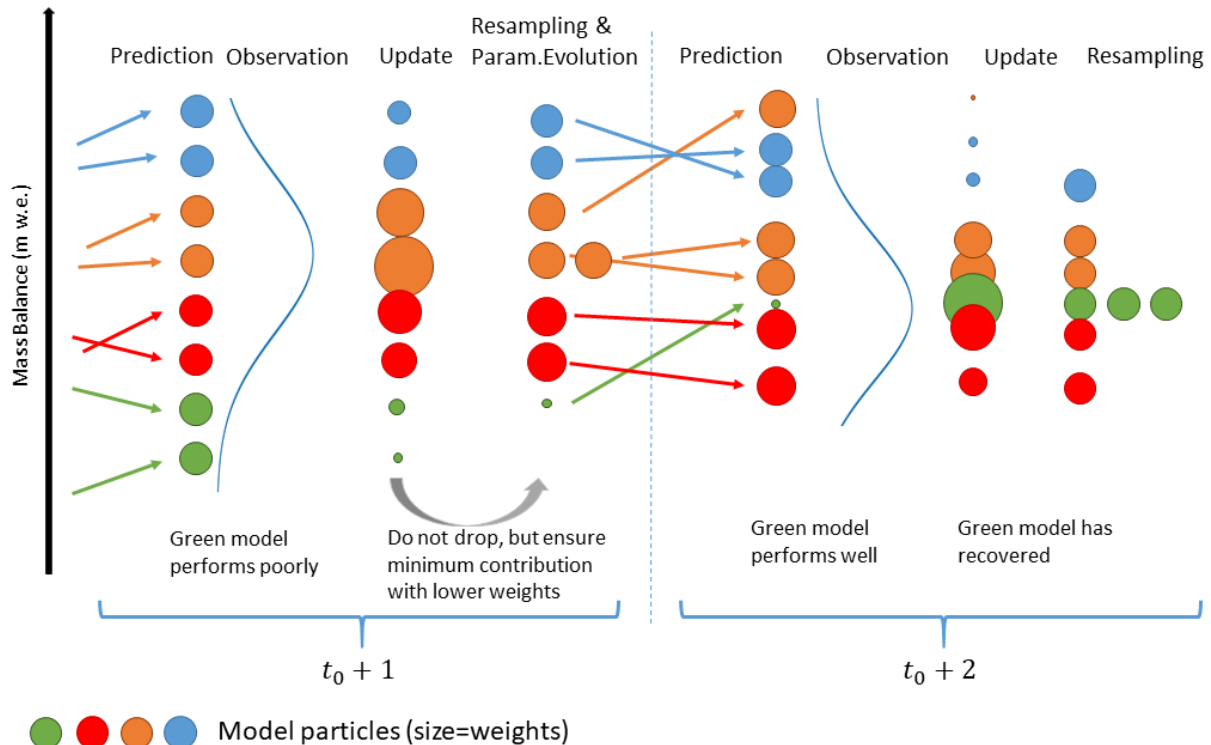 Resampling &
Prediction Observation Update Param.Evolution Prediction Observation Update Resampling
MassBalance (m w.e.)
Green model
performs poorly
Do not drop, but ensure
minimum contribution
with lower weights
Green model
performs well
Green model has
recovered
t₀ + 1
t₀ + 2
Model particles (size=weights)